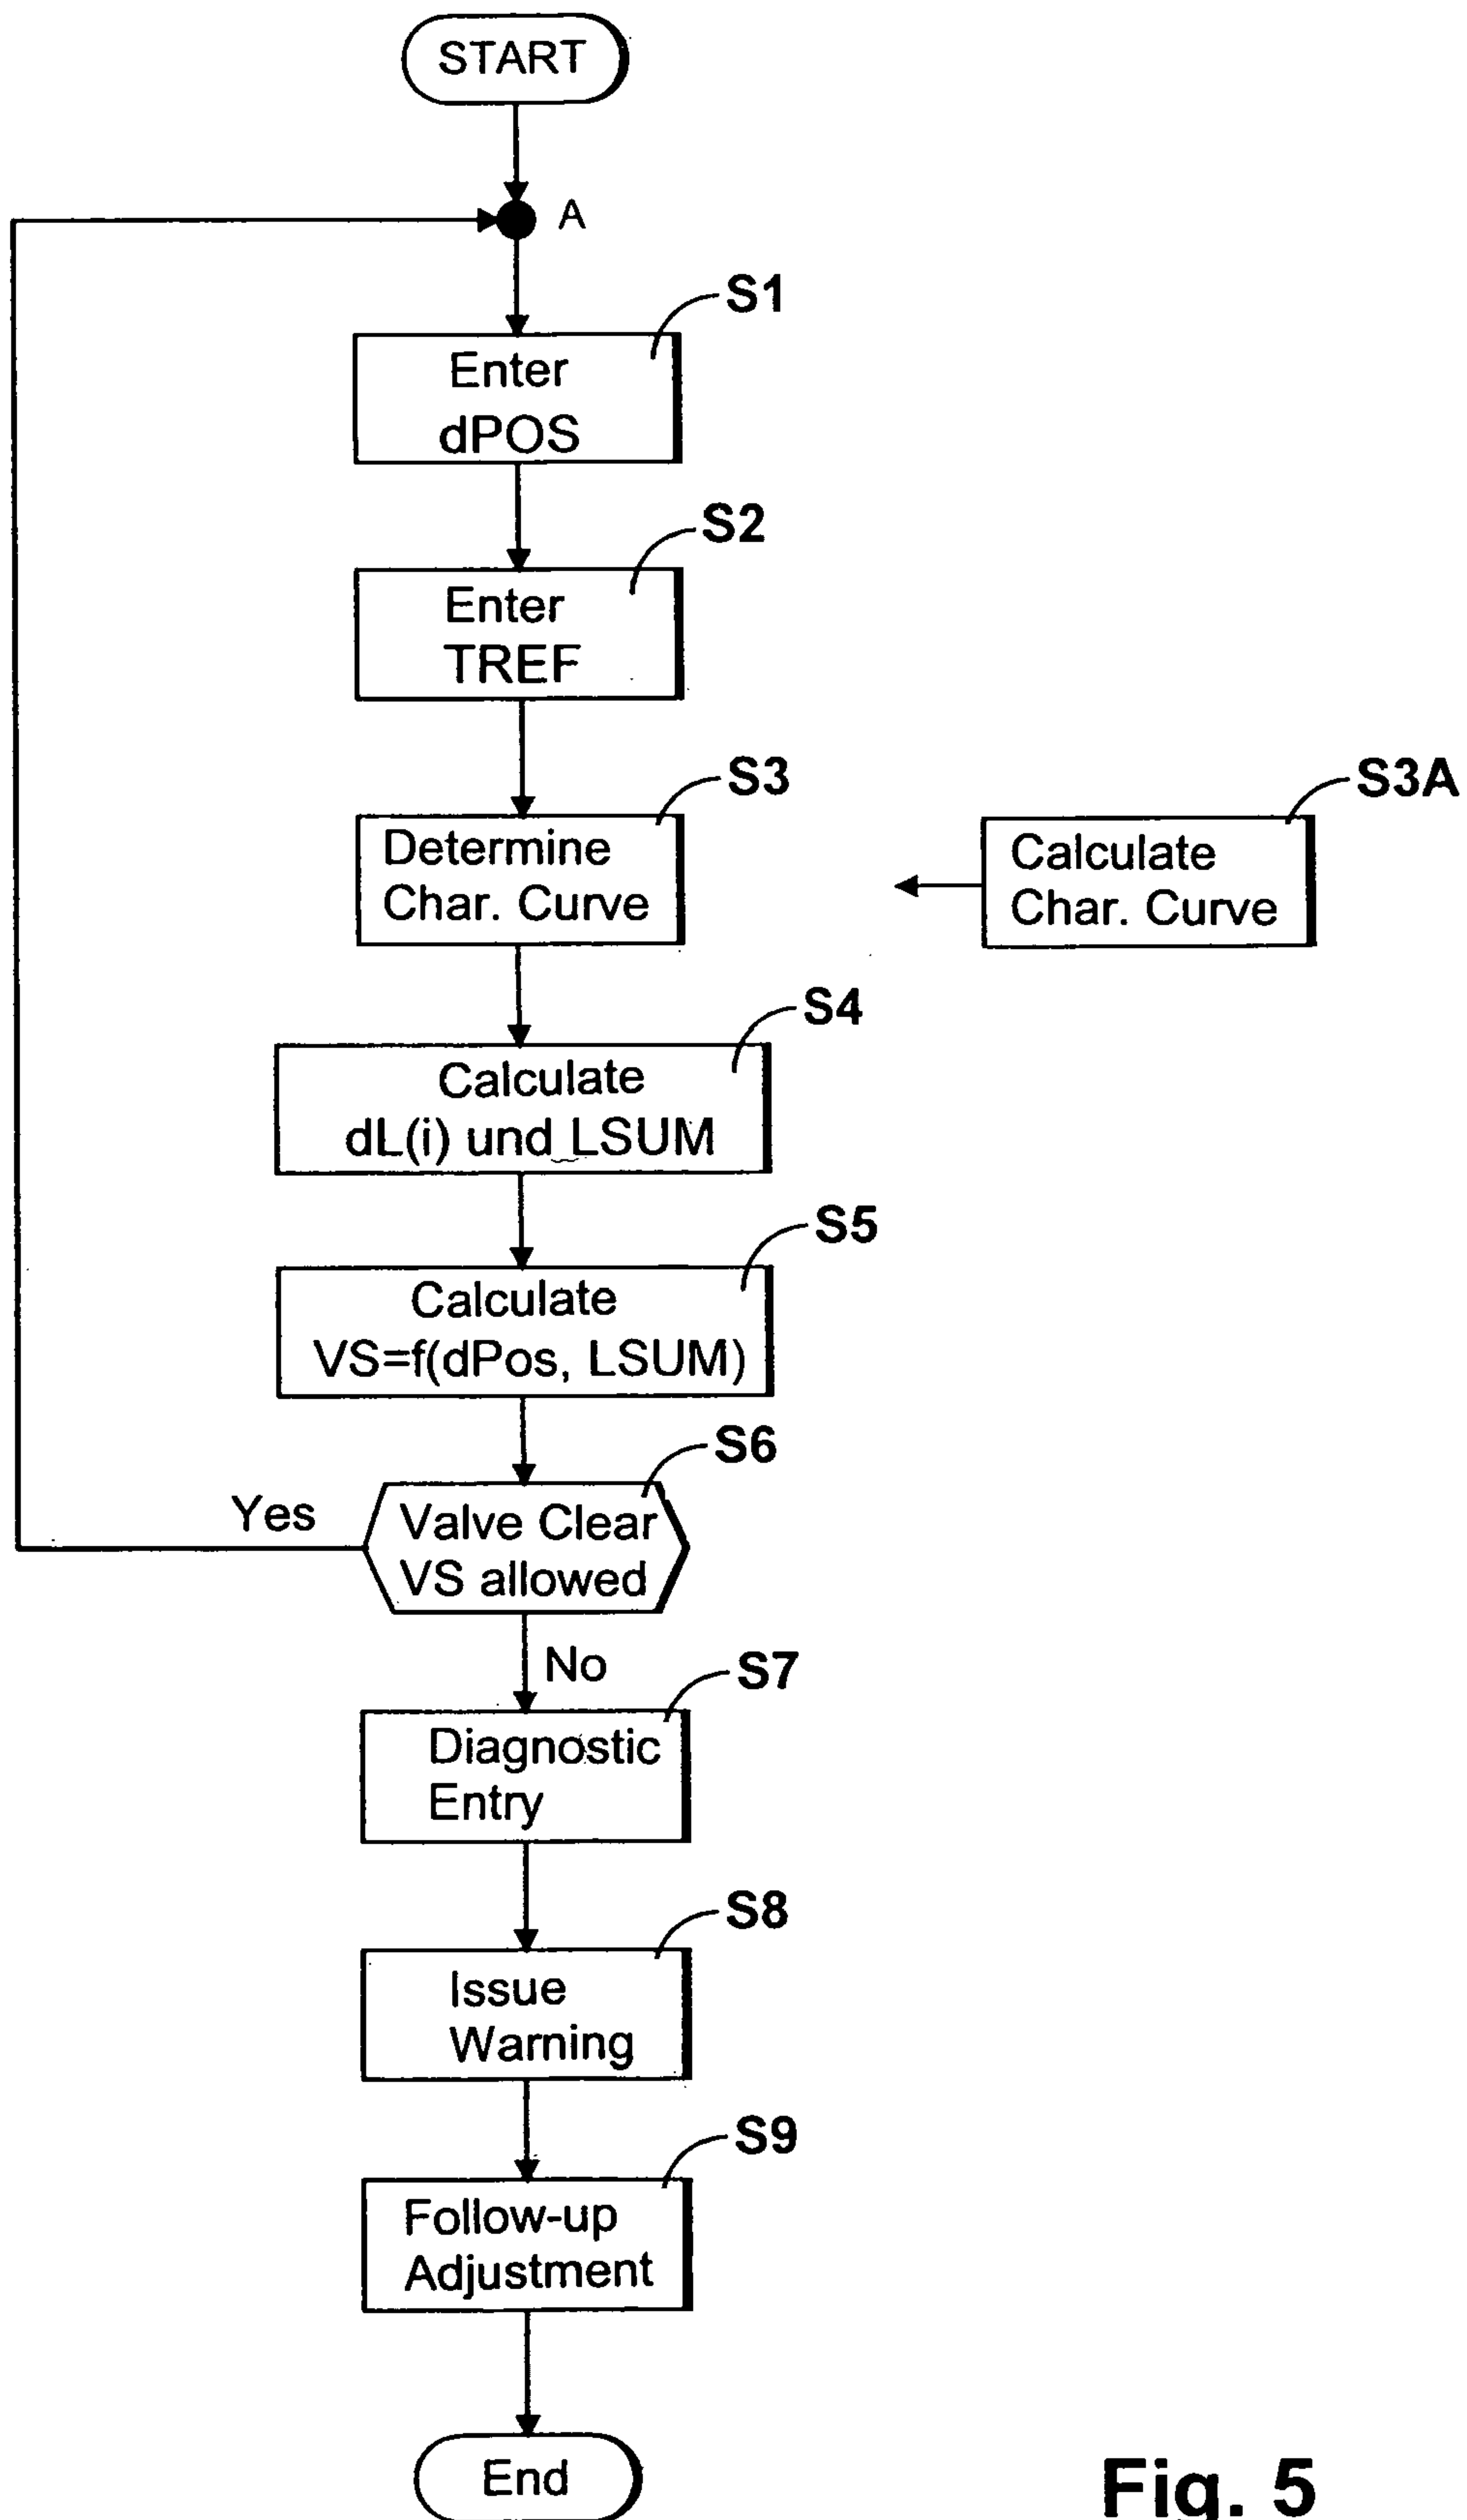 START
A
S1
Enter
dPOS
S2
Enter
TREF
S3
Determine
Char. Curve
S3A
Calculate
Char. Curve
S4
Calculate
dL(i) und LSUM
S5
Calculate
VS=f(dPos, LSUM)
S6
Valve Clear
VS allowed
Yes
No
S7
Diagnostic
Entry
S8
Issue
Warning
S9
Follow-up
Adjustment
End
Fig. 5